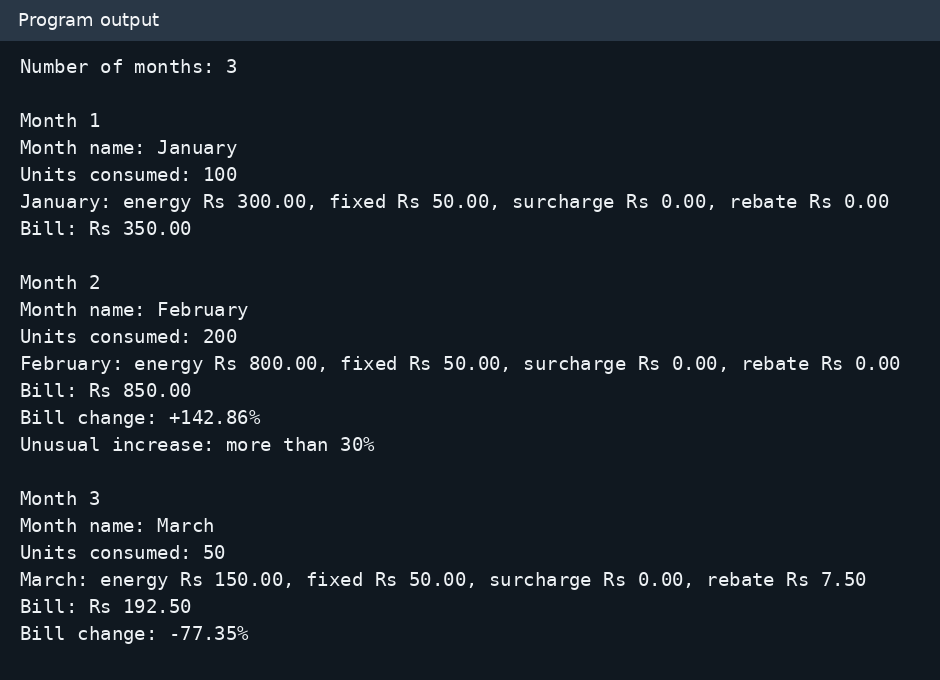 Program output
Number of months: 3
Month 1
Month name: January
Units consumed: 100
January: energy Rs 300.00, fixed Rs 50.00, surcharge Rs 0.00, rebate Rs 0.00
Bill: Rs 350.00
Month 2
Month name: February
Units consumed: 200
February: energy Rs 800.00, fixed Rs 50.00, surcharge Rs 0.00, rebate Rs 0.00
Bill: Rs 850.00
Bill change: +142.86%
Unusual increase: more than 30%
Month 3
Month name: March
Units consumed: 50
March: energy Rs 150.00, fixed Rs 50.00, surcharge Rs 0.00, rebate Rs 7.50
Bill: Rs 192.50
Bill change: -77.35%